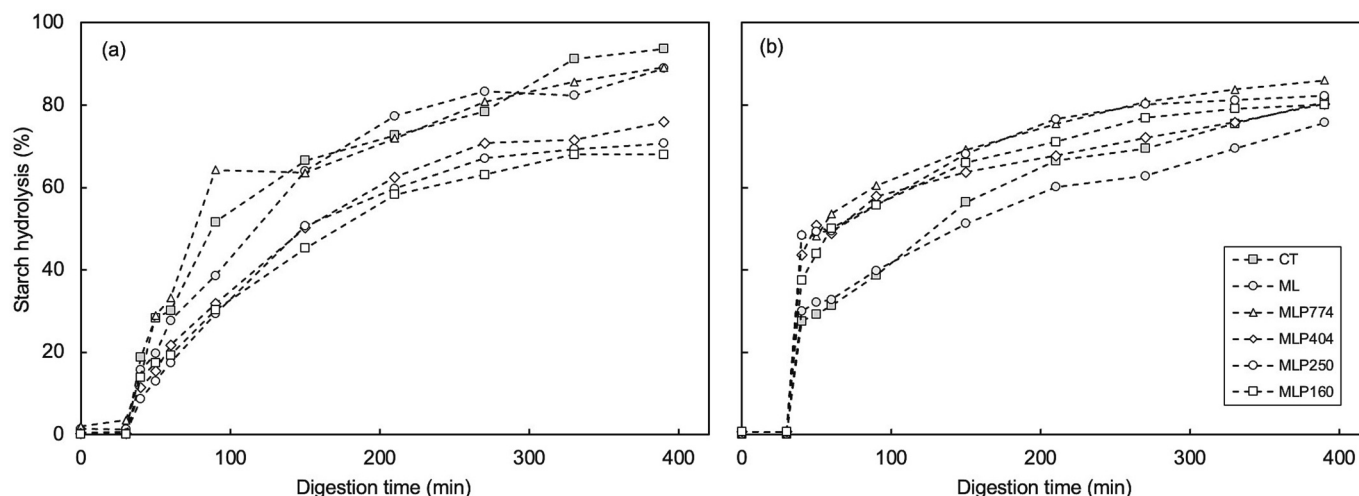 Starch hydrolysis (%)
100
80
60
40
20
0
(a)
0
100
200
300
400
Digestion time (min)
(b)
CT
ML
MLP774
MLP404
MLP250
MLP160
0
100
200
300
400
Digestion time (min)